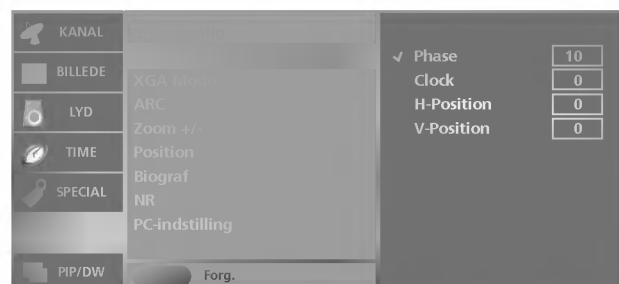 KANAL
BILLEDE
LYD
TIME
SPECIAL
PIP/DW
XGA Mode
ARC
Zoom +/-
Position
Biograf
NR
PC-indstilling
Forg.
Phase 10
Clock 0
H-Position 0
V-Position 0